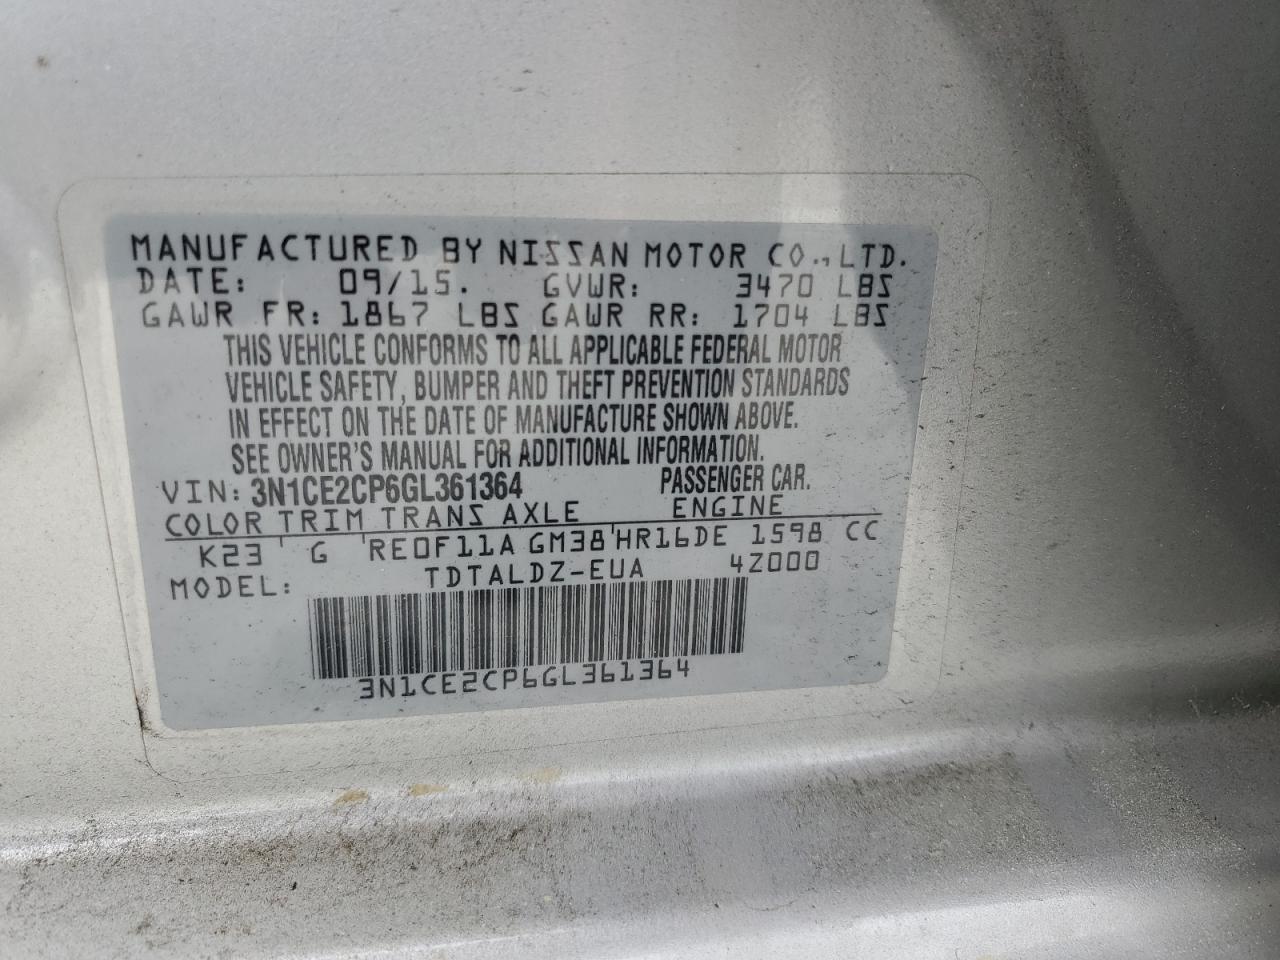 MANUFACTURED BY NISSAN MOTOR CO., LTD.
DATE: 09/15. GVWR: 3470 LBS
GAWR FR: 1867 LBS GAWR RR: 1704 LBS
THIS VEHICLE CONFORMS TO ALL APPLICABLE FEDERAL MOTOR
VEHICLE SAFETY, BUMPER AND THEFT PREVENTION STANDARDS
IN EFFECT ON THE DATE OF MANUFACTURE SHOWN ABOVE.
SEE OWNER'S MANUAL FOR ADDITIONAL INFORMATION.
VIN: 3N1CE2CP6GL361364 PASSENGER CAR.
COLOR TRIM TRANS AXLE ENGINE
K23 ' G ' RE0F11A GM38 ' HR16DE 1598 CC
MODEL: TDTALDZ-EUA 4Z000
3N1CE2CP6GL361364